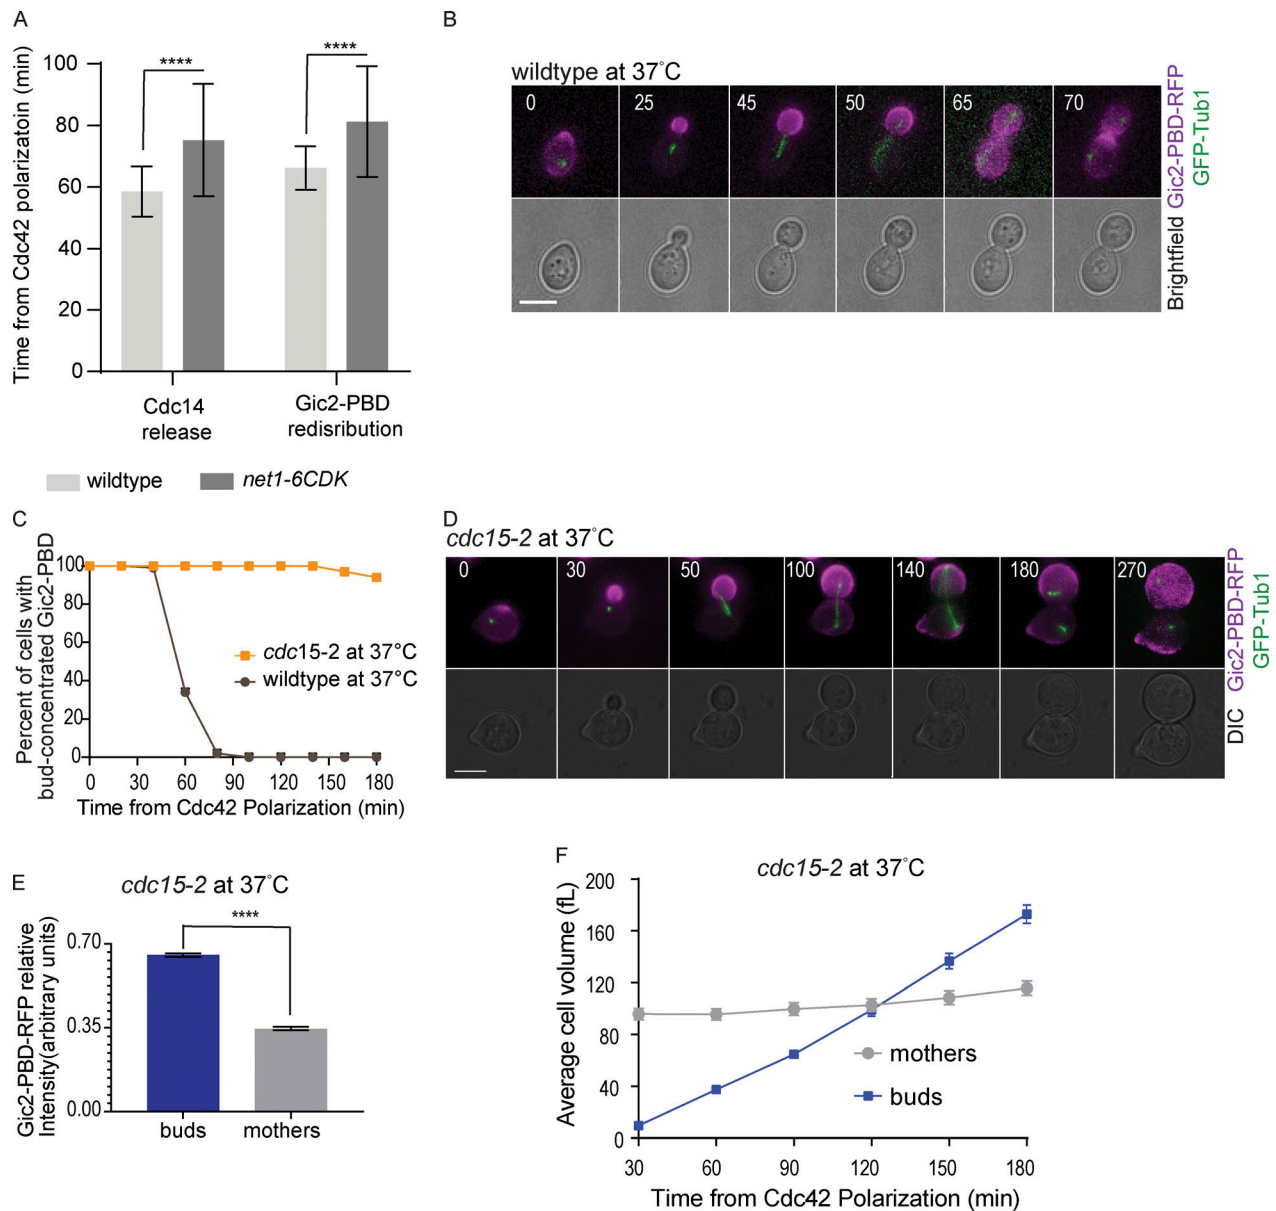 A
Time from Cdc42 polarizatoin (min)
100
80
60
40
20
0
****
****
Cdc14
release
Gic2-PBD
redisribution
wildtype
net1-6CDK
B
wildtype at 37°C
0
25
45
50
65
70
Gic2-PBD-RFP
GFP-Tub1
Brightfield
C
Percent of cells with
bud-concentrated Gic2-PBD
100
80
60
40
20
0
cdc15-2 at 37°C
wildtype at 37°C
0 30 60 90 120 150 180
Time from Cdc42 Polarization (min)
D
cdc15-2 at 37°C
0
30
50
100
140
180
270
Gic2-PBD-RFP
GFP-Tub1
DIC
E
cdc15-2 at 37°C
Gic2-PBD-RFP relative
Intensity(arbitrary units)
0.70
0.35
0.00
****
buds
mothers
F
cdc15-2 at 37°C
Average cell volume (fL)
200
160
120
80
40
0
mothers
buds
30 60 90 120 150 180
Time from Cdc42 Polarization (min)